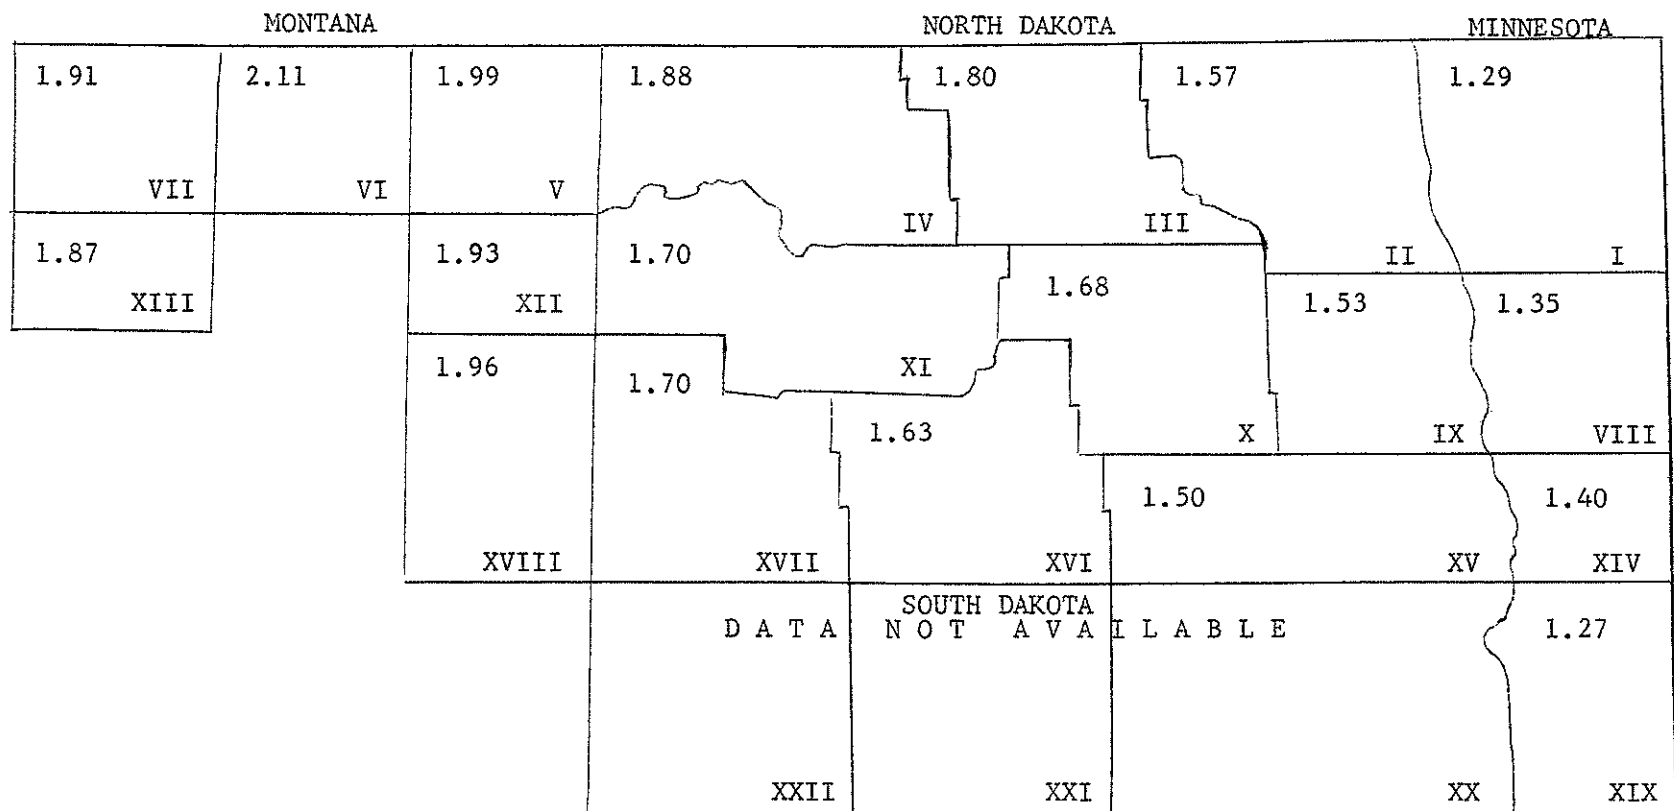 MONTANA NORTH DAKOTA MINNESOTA
1.91 2.11 1.99 1.88 1.80 1.57 1.29
VII VI V
IV III
1.87 1.93 1.70 II I
XIII XII 1.68 1.53 1.35
1.96 1.70 XI
1.63 X IX VIII
1.50 1.40
XVIII XVII XVI XV XIV
SOUTH DAKOTA
DATA NOT AVAILABLE 1.27
XXII XXI XX XIX